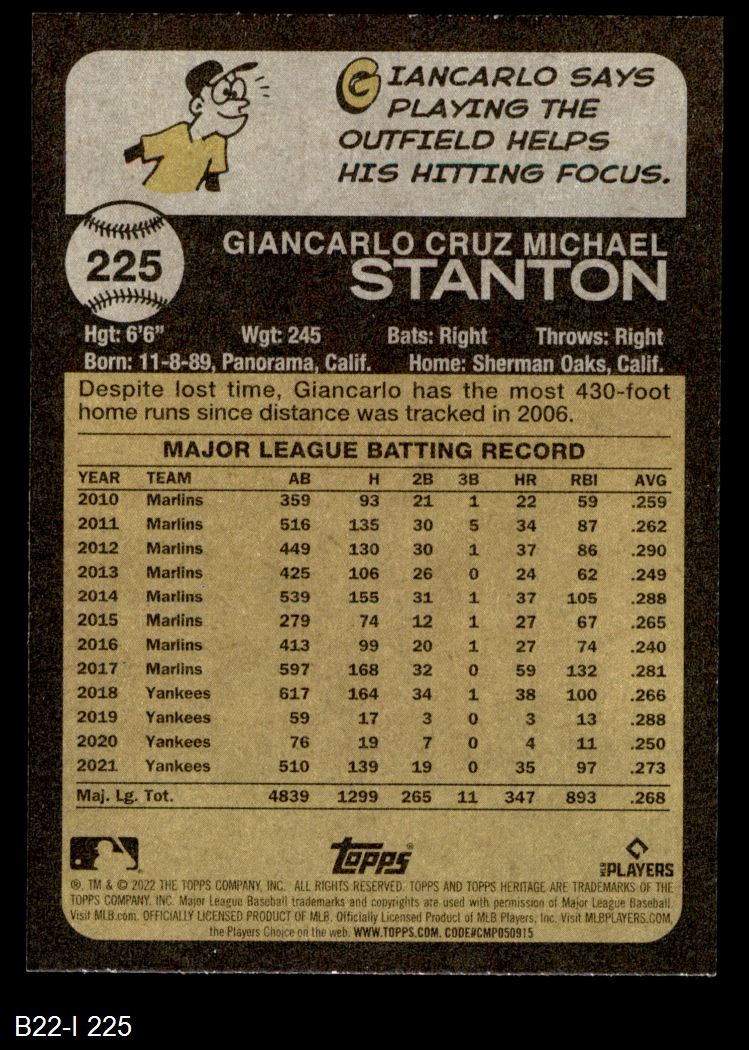 GIANCARLO SAYS
PLAYING THE
OUTFIELD HELPS
HIS HITTING FOCUS.
225
GIANCARLO CRUZ MICHAEL
STANTON
Hgt: 6'6" Wgt: 245 Bats: Right Throws: Right
Born: 11-8-89, Panorama, Calif. Home: Sherman Oaks, Calif.
Despite lost time, Giancarlo has the most 430-foot
home runs since distance was tracked in 2006.
MAJOR LEAGUE BATTING RECORD
YEAR TEAM AB H 2B 3B HR RBI AVG
2010 Marlins 359 93 21 1 22 59 .259
2011 Marlins 516 135 30 5 34 87 .262
2012 Marlins 449 130 30 1 37 86 .290
2013 Marlins 425 106 26 0 24 62 .249
2014 Marlins 539 155 31 1 37 105 .288
2015 Marlins 279 74 12 1 27 67 .265
2016 Marlins 413 99 20 1 27 74 .240
2017 Marlins 597 168 32 0 59 132 .281
2018 Yankees 617 164 34 1 38 100 .266
2019 Yankees 59 17 3 0 3 13 .288
2020 Yankees 76 19 7 0 4 11 .250
2021 Yankees 510 139 19 0 35 97 .273
Maj. Lg. Tot. 4839 1299 265 11 347 893 .268
Topps
MLB PLAYERS
®, TM & © 2022 THE TOPPS COMPANY, INC. ALL RIGHTS RESERVED. TOPPS AND TOPPS HERITAGE ARE TRADEMARKS OF THE
TOPPS COMPANY, INC. Major League Baseball trademarks and copyrights are used with permission of Major League Baseball.
Visit MLB.com. OFFICIALLY LICENSED PRODUCT OF MLB. Officially Licensed Product of MLB Players, Inc. Visit MLBPLAYERS.COM,
the Players Choice on the web. WWW.TOPPS.COM. CODE#CMP050915
B22-I 225